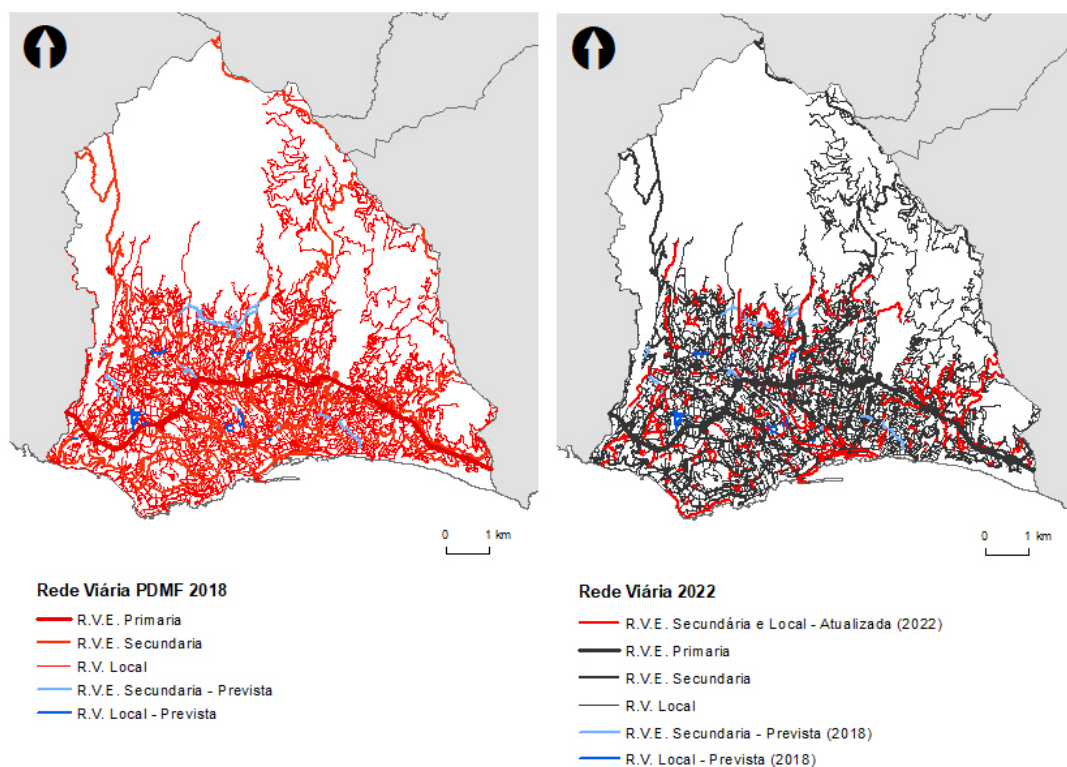 0 1 km
Rede Viária PDMF 2018
R.V.E. Primaria
R.V.E. Secundaria
R.V. Local
R.V.E. Secundaria - Prevista
R.V. Local - Prevista
0 1 km
Rede Viária 2022
R.V.E. Secundária e Local - Atualizada (2022)
R.V.E. Primaria
R.V.E. Secundaria
R.V. Local
R.V.E. Secundaria - Prevista (2018)
R.V. Local - Prevista (2018)